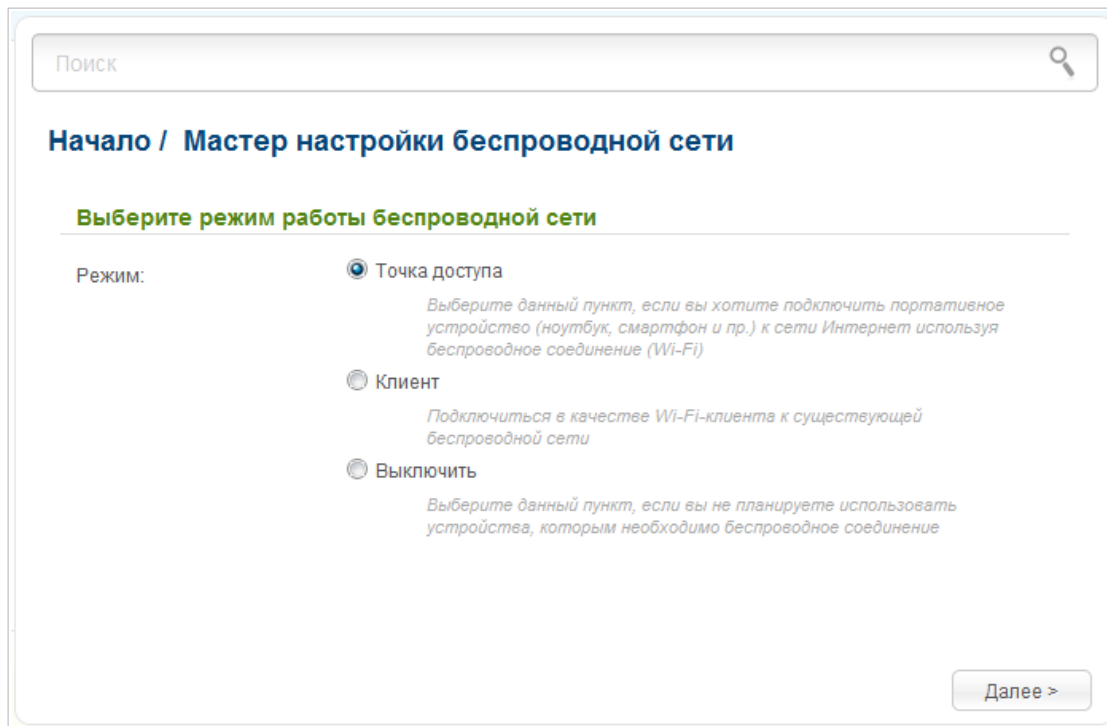 Поиск
Начало / Мастер настройки беспроводной сети
Выберите режим работы беспроводной сети
Режим:
Точка доступа
Выберите данный пункт, если вы хотите подключить портативное
устройство (ноутбук, смартфон и пр.) к сети Интернет используя
беспроводное соединение (Wi-Fi)
Клиент
Подключиться в качестве Wi-Fi-клиента к существующей
беспроводной сети
Выключить
Выберите данный пункт, если вы не планируете использовать
устройства, которым необходимо беспроводное соединение
Далее >